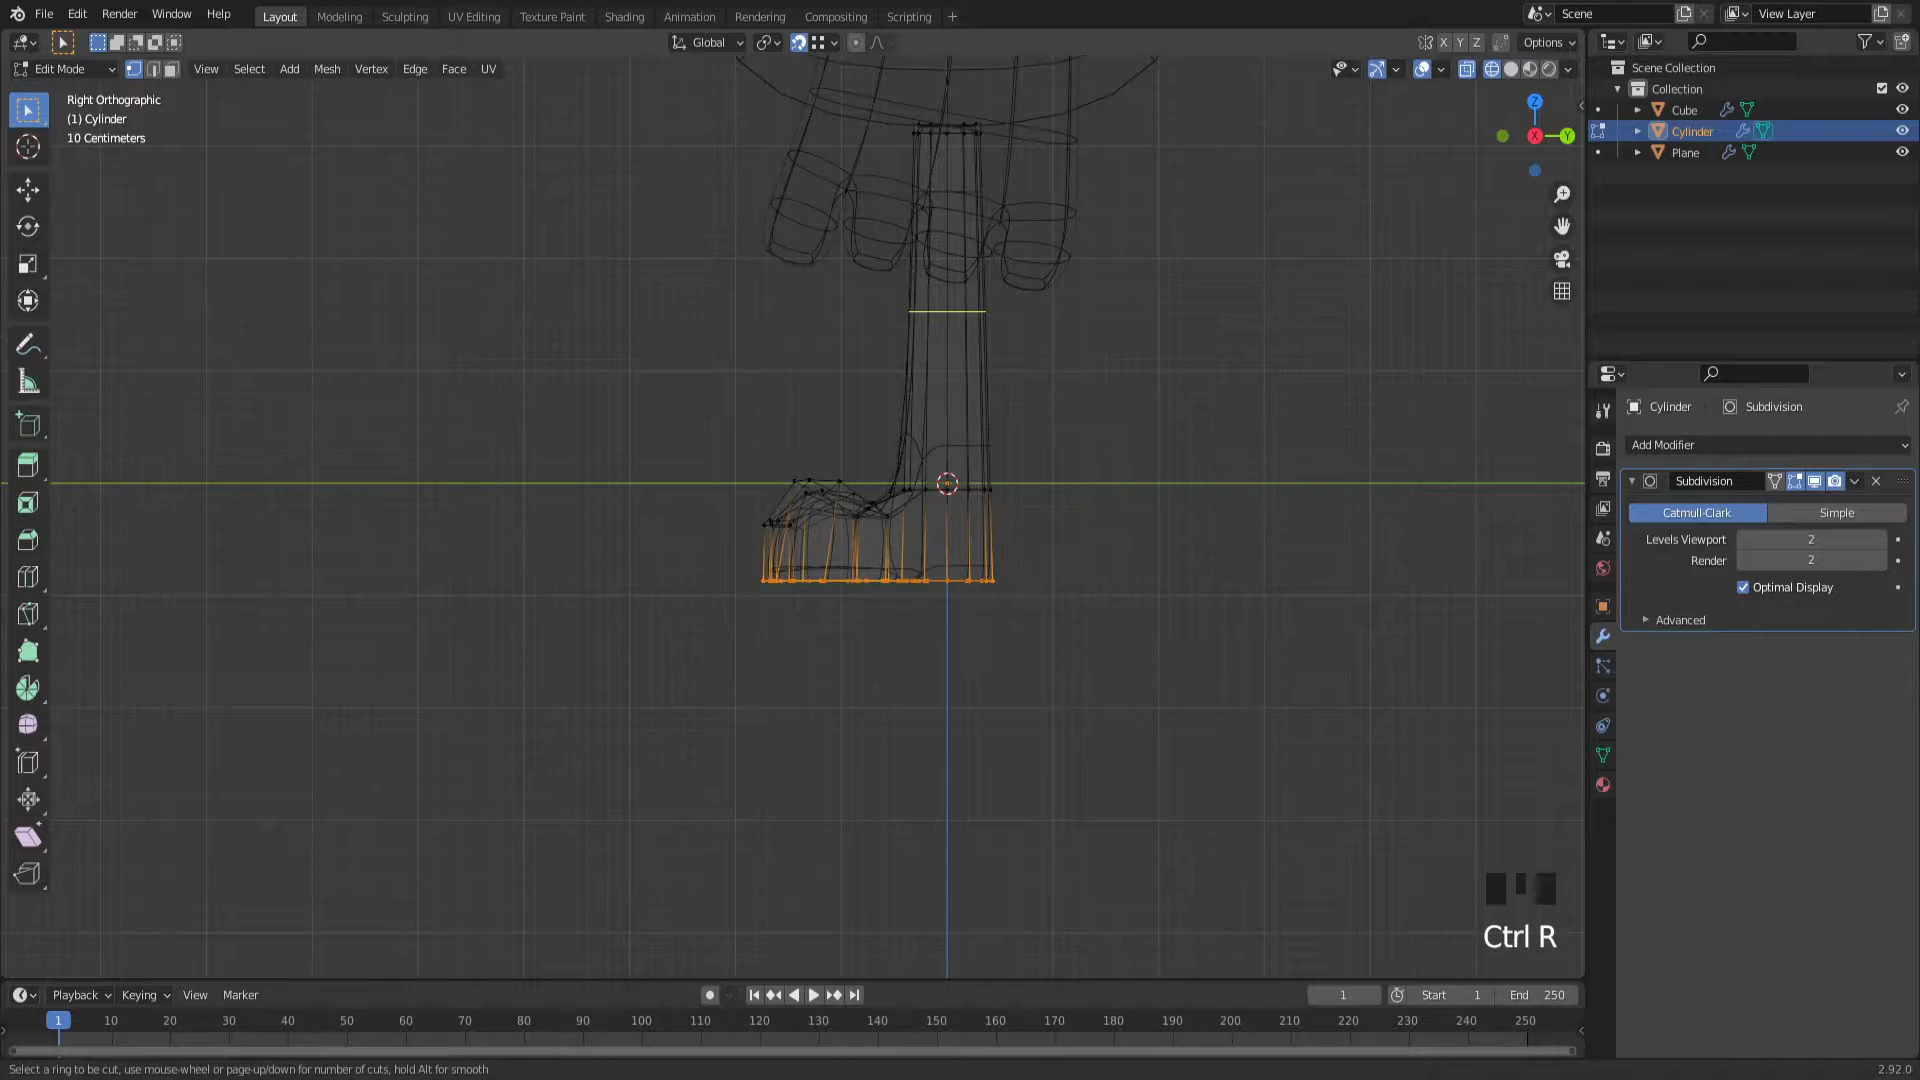 File Edit Render Window Help
Layout Modeling Sculpting UV Editing Texture Paint Shading Animation Rendering Compositing Scripting +
Scene
View Layer
Global
X Y Z
Options
Edit Mode
View Select Add Mesh Vertex Edge Face UV
Right Orthographic
(1) Cylinder
10 Centimeters
Z
X
Y
Scene Collection
Collection
Cube
Cylinder
Plane
Cylinder
Subdivision
Add Modifier
Subdivision
Catmull-Clark
Simple
Levels Viewport 2
Render 2
Optimal Display
Advanced
Ctrl R
Playback Keying View Marker
1
Start 1
End 250
1 10 20 30 40 50 60 70 80 90 100 110 120 130 140 150 160 170 180 190 200 210 220 230 240 250
Select a ring to be cut, use mouse-wheel or page-up/down for number of cuts, hold Alt for smooth
2.92.0